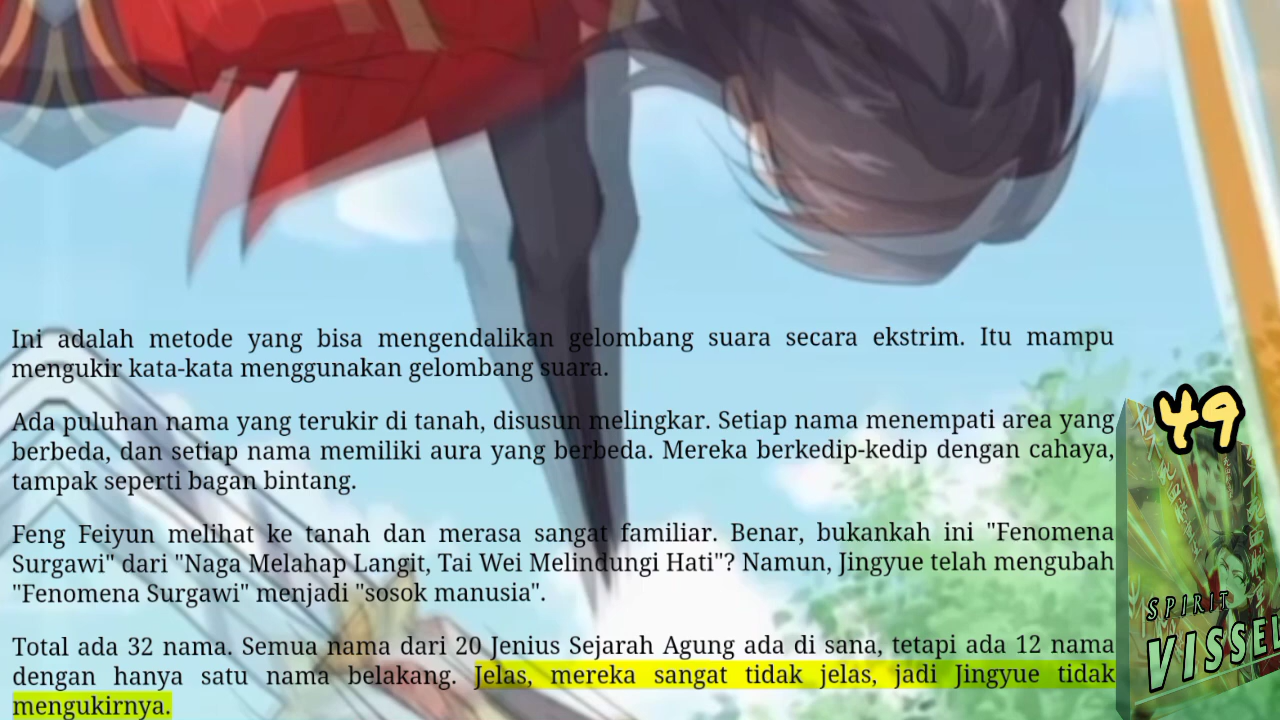 Ini adalah metode yang bisa mengendalikan gelombang suara secara ekstrim. Itu mampu
mengukir kata-kata menggunakan gelombang suara.
Ada puluhan nama yang terukir di tanah, disusun melingkar. Setiap nama menempati area yang
berbeda, dan setiap nama memiliki aura yang berbeda. Mereka berkedip-kedip dengan cahaya,
tampak seperti bagan bintang.
Feng Feiyun melihat ke tanah dan merasa sangat familiar. Benar, bukankah ini "Fenomena
Surgawi" dari "Naga Melahap Langit, Tai Wei Melindungi Hati"? Namun, Jingyue telah mengubah
"Fenomena Surgawi" menjadi "sosok manusia".
Total ada 32 nama. Semua nama dari 20 Jenius Sejarah Agung ada di sana, tetapi ada 12 nama
dengan hanya satu nama belakang. Jelas, mereka sangat tidak jelas, jadi Jingyue tidak
mengukirnya.
49
SPIRIT
VISSEL